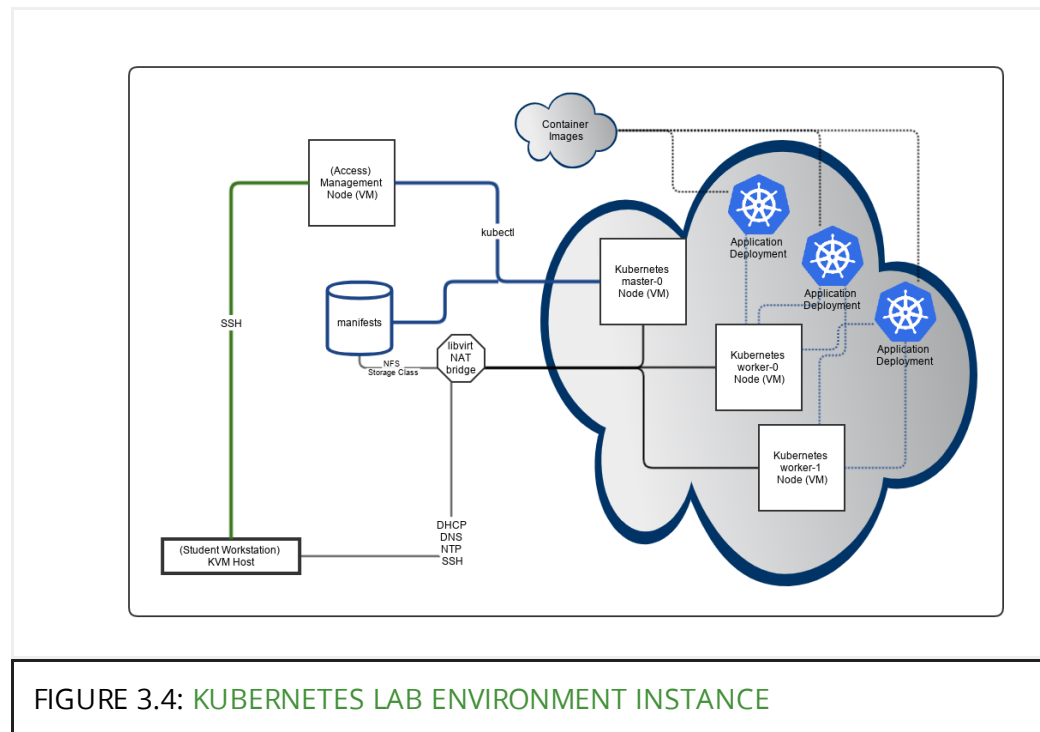 Container
Images
(Access)
Management
Node (VM)
kubectl
Application
Deployment
Kubernetes
master-0
Node (VM)
Application
Deployment
SSH
manifests
libvirt
NAT
bridge
NFS
Storage Class
Application
Deployment
Kubernetes
worker-0
Node (VM)
Kubernetes
worker-1
Node (VM)
DHCP
DNS
NTP
SSH
(Student Workstation)
KVM Host
FIGURE 3.4: KUBERNETES LAB ENVIRONMENT INSTANCE